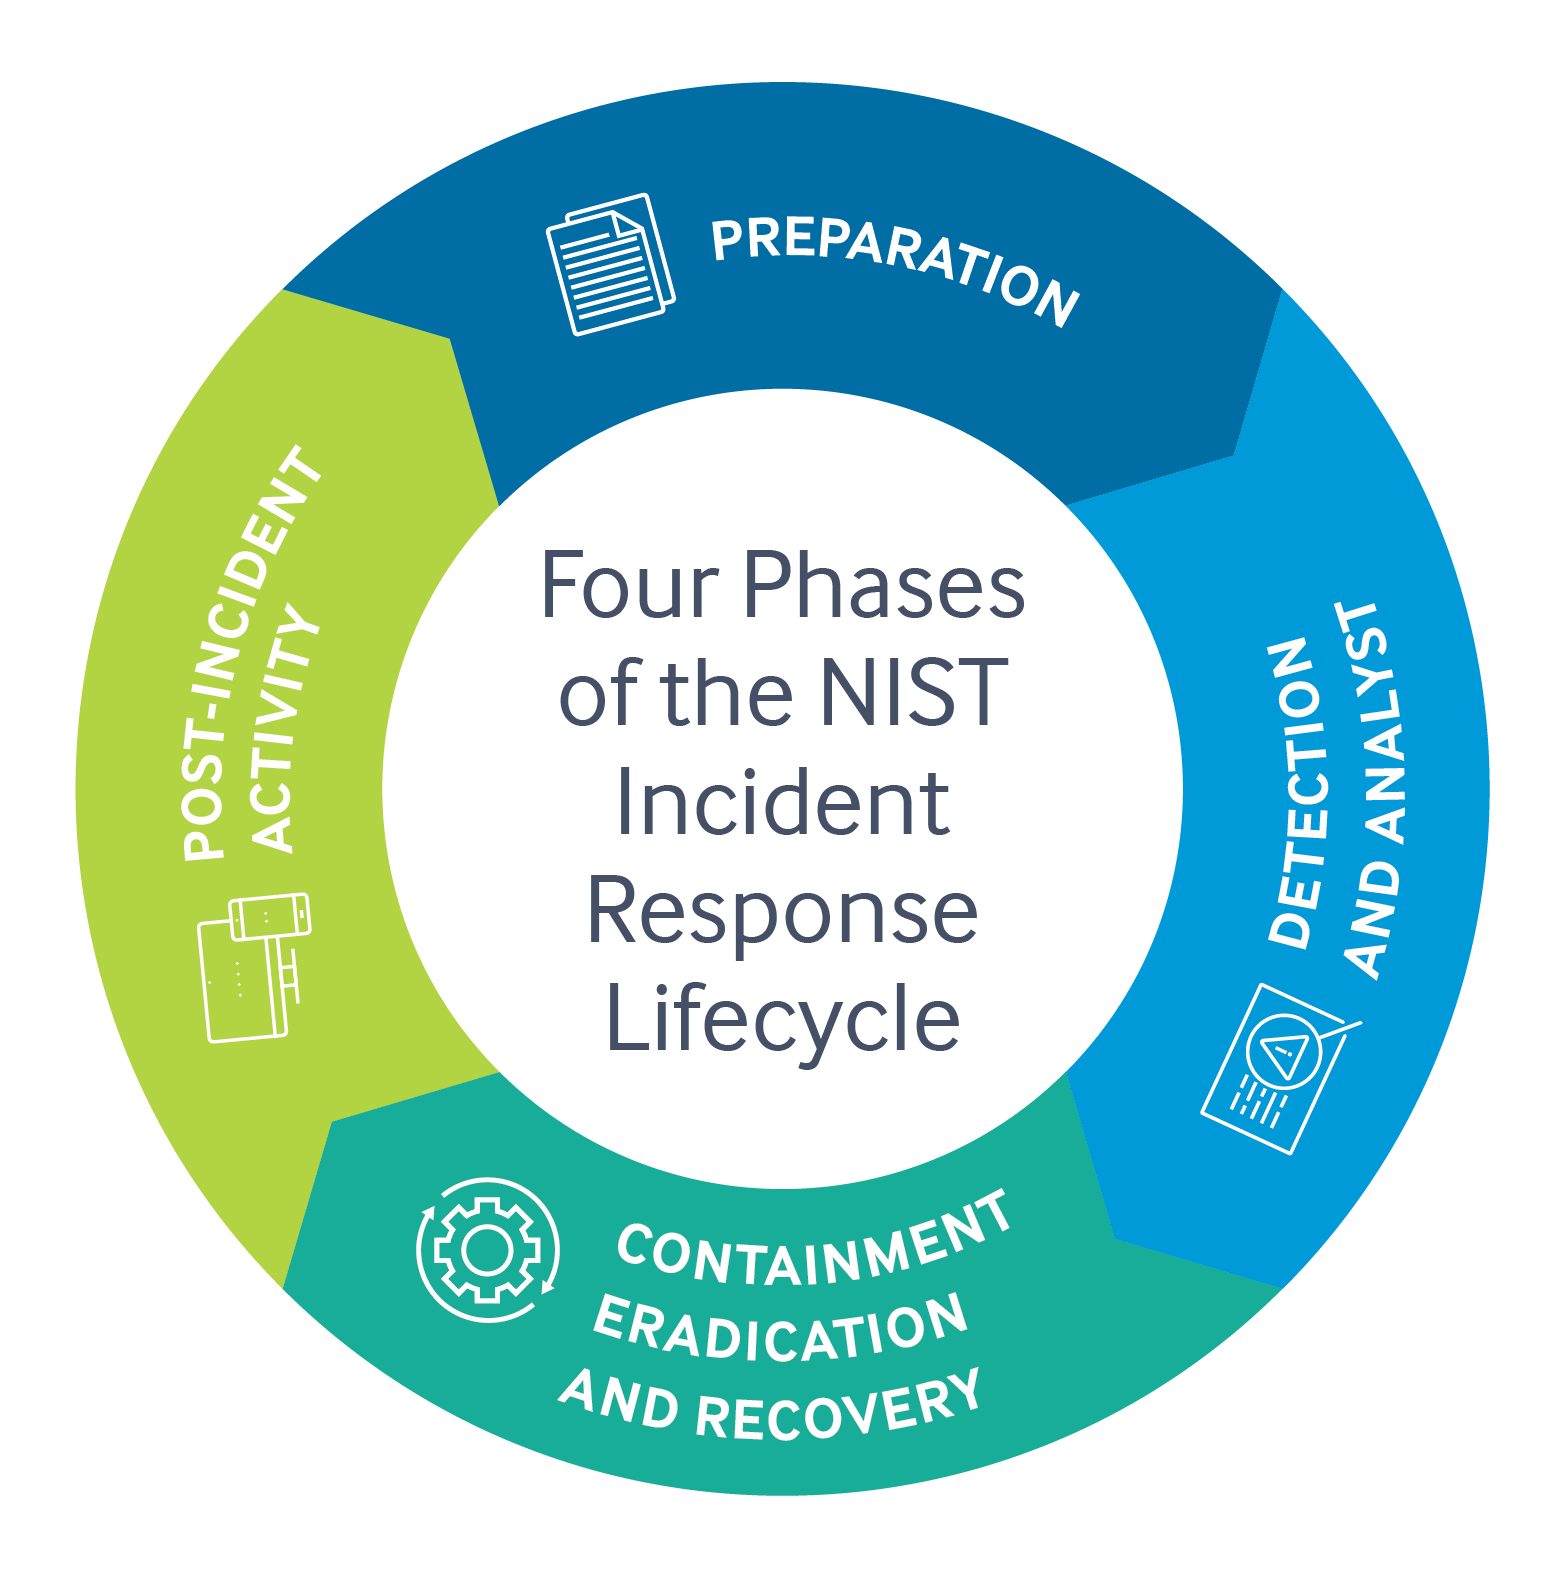 Four Phases
of the NIST
Incident
Response
Lifecycle
PREPARATION
DETECTION
AND ANALYST
CONTAINMENT
ERADICATION
AND RECOVERY
POST-INCIDENT
ACTIVITY